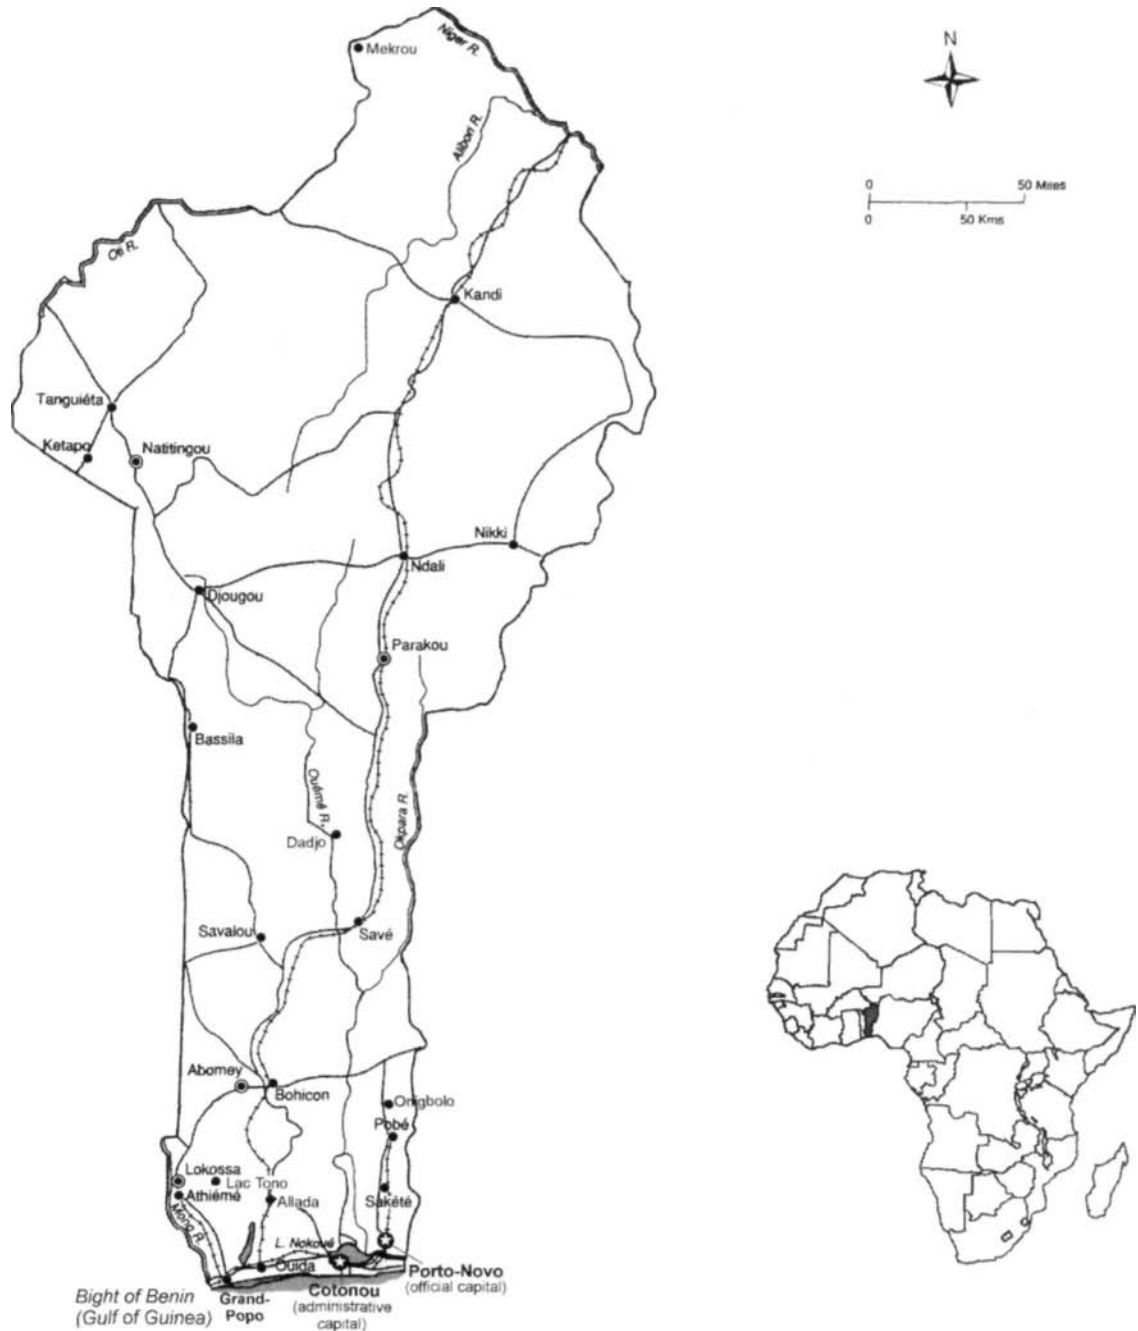 Niger R.
Mekrou
N
Alibori R.
0 50 Miles
0 50 Kms
Oti R.
Kandi
Tanguiéta
Ketapo
Natitingou
Nikki
Ndali
Djougou
Parakou
Bassila
Ouémé R.
Okpara R.
Dadjo
Savalou
Savé
Abomey
Bohicon
Onigbolo
Pobé
Lokossa
Lac Tono
Athiémé
Allada
Sakété
Mono R.
L. Nokoué
Ouida
Porto-Novo
(official capital)
Bight of Benin
(Gulf of Guinea)
Grand-
Popo
Cotonou
(administrative
capital)